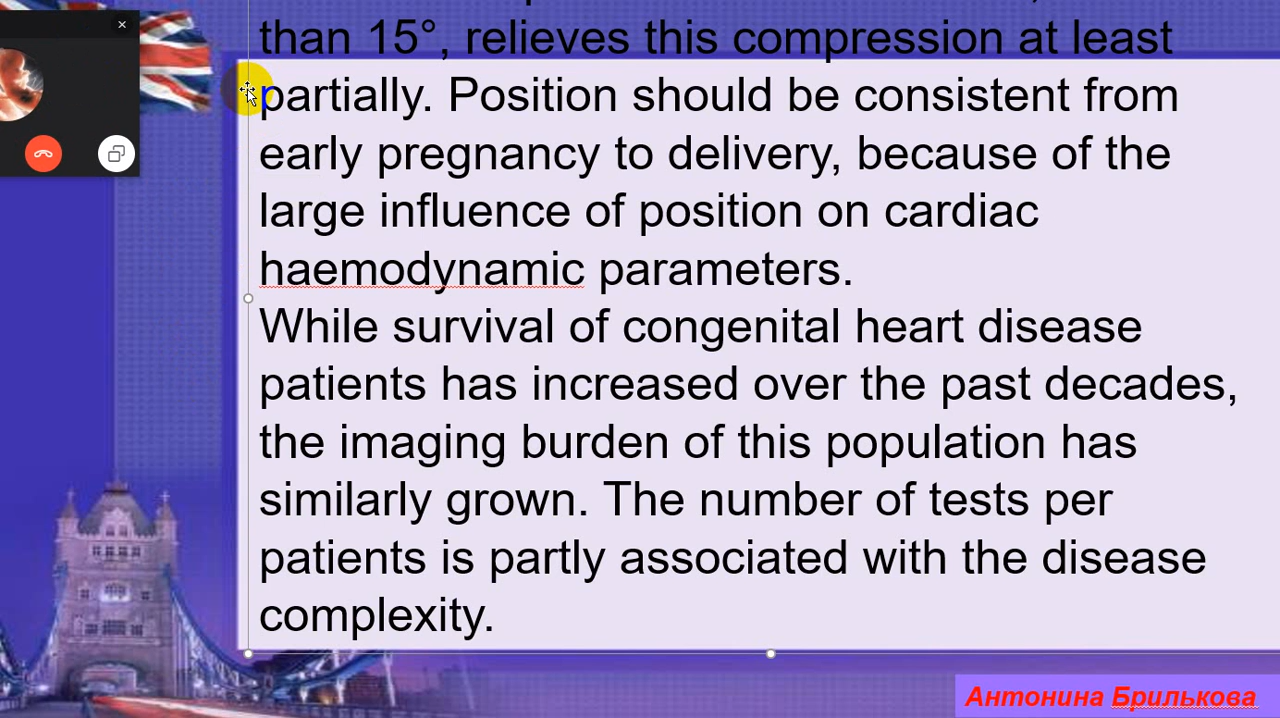 than 15°, relieves this compression at least
partially. Position should be consistent from
early pregnancy to delivery, because of the
large influence of position on cardiac
haemodynamic parameters.
While survival of congenital heart disease
patients has increased over the past decades,
the imaging burden of this population has
similarly grown. The number of tests per
patients is partly associated with the disease
complexity.
Антонина Брилькова